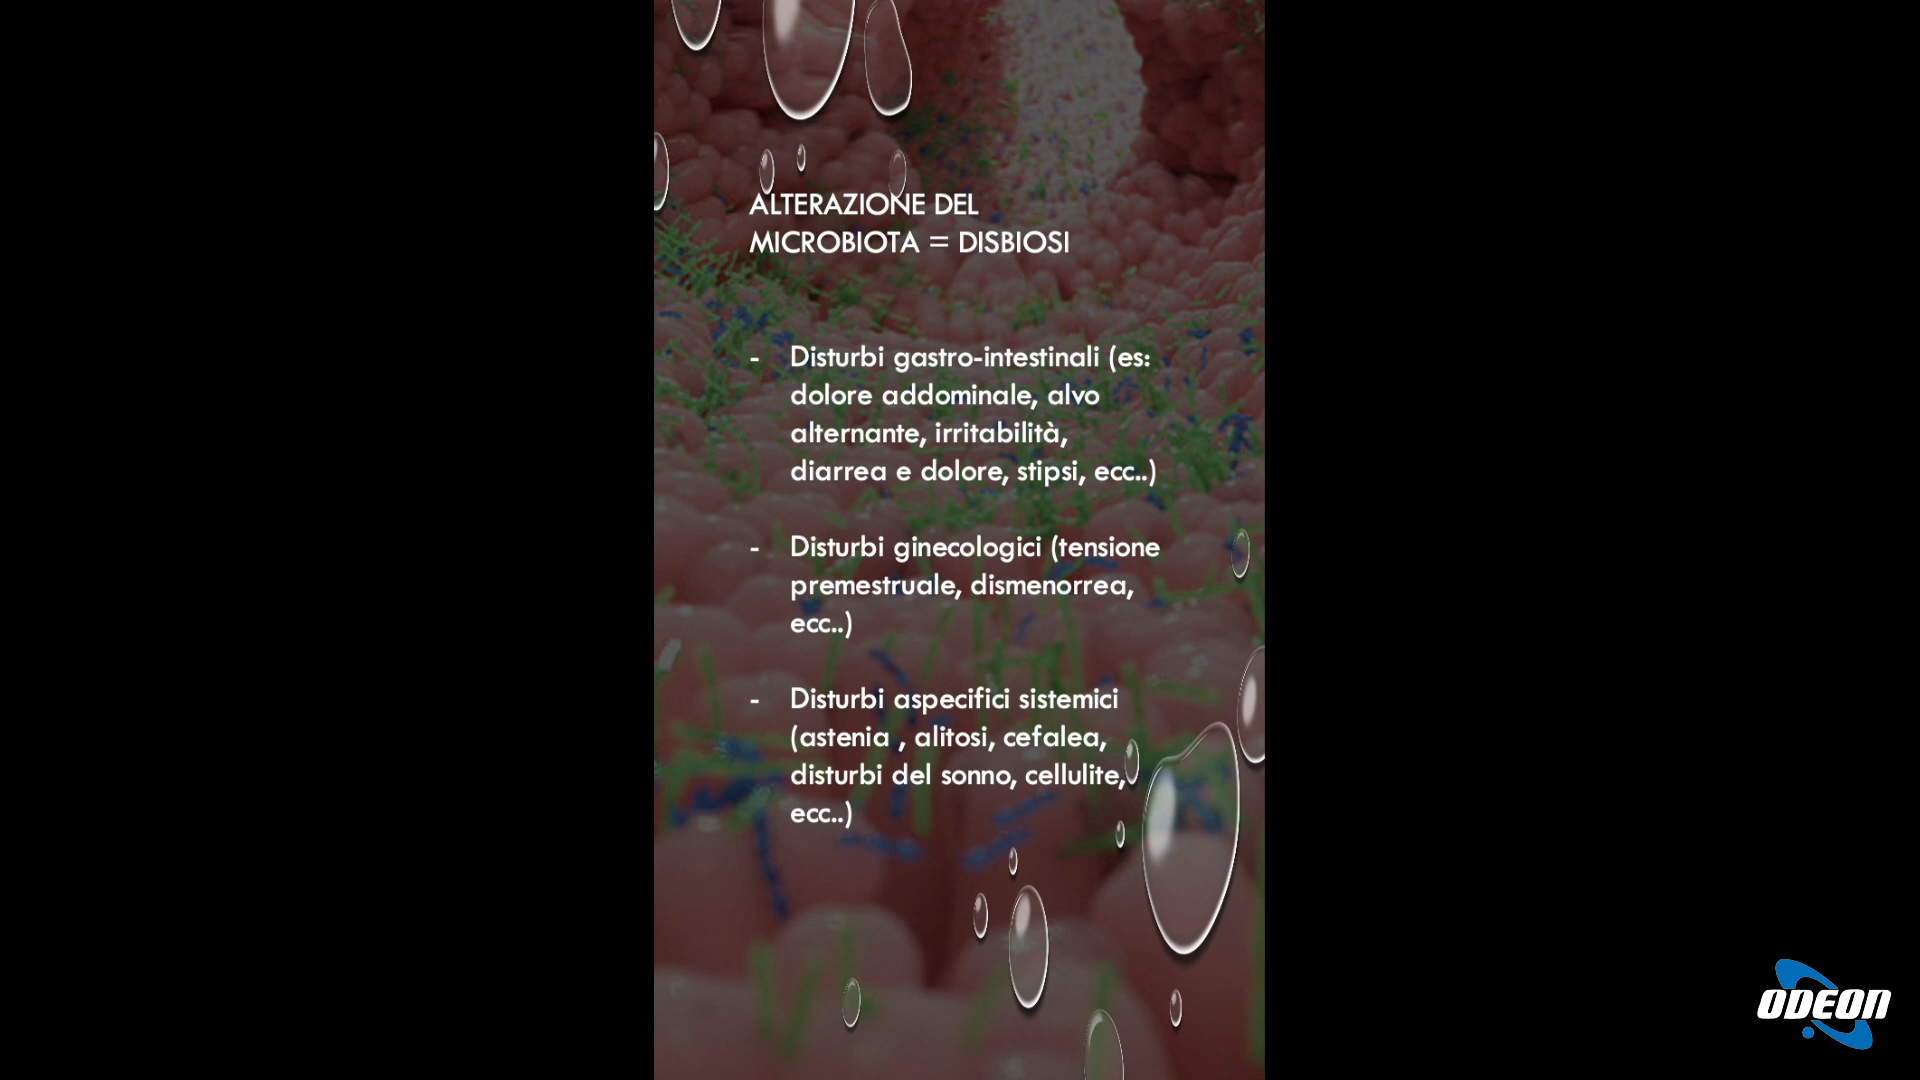 ALTERAZIONE DEL
MICROBIOTA = DISBIOSI
- Disturbi gastro-intestinali (es:
dolore addominale, alvo
alternante, irritabilità,
diarrea e dolore, stipsi, ecc..)
- Disturbi ginecologici (tensione
premestruale, dismenorrea,
ecc..)
- Disturbi aspecifici sistemici
(astenia , alitosi, cefalea,
disturbi del sonno, cellulite,
ecc..)
ODEON